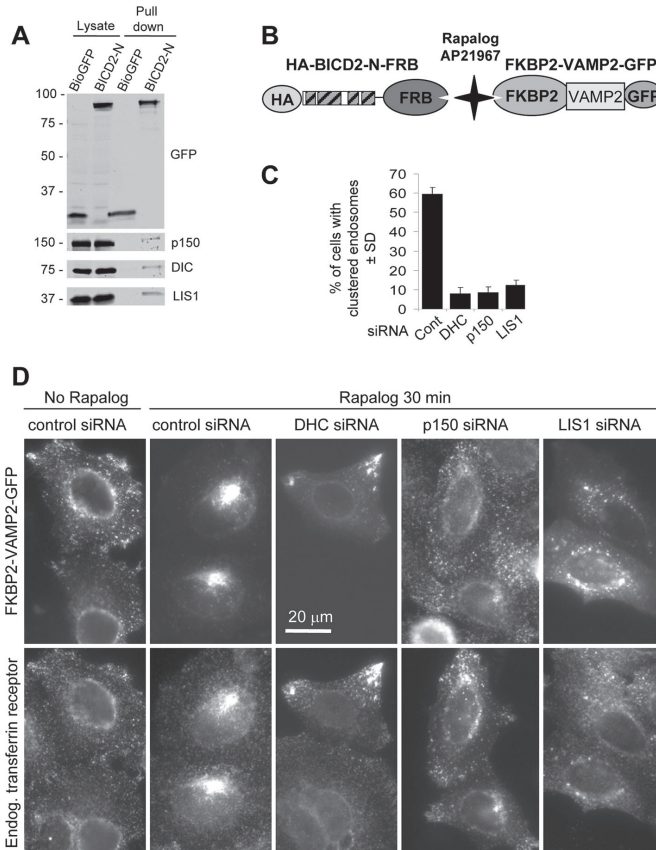 A
Lysate
Pull down
BioGFP
BICD2-N
BioGFP
BICD2-N
100 -
75 -
50 -
37 -
GFP
150 -
p150
75 -
DIC
37 -
LIS1
B
Rapalog
AP21967
HA-BICD2-N-FRB
FKBP2-VAMP2-GFP
HA
FRB
FKBP2
VAMP2
GFP
C
% of cells with
clustered endosomes
± SD
70
60
50
40
30
20
10
0
siRNA
Cont
DHC
p150
LIS1
D
No Rapalog
Rapalog 30 min
control siRNA
control siRNA
DHC siRNA
p150 siRNA
LIS1 siRNA
FKBP2-VAMP2-GFP
20 μm
Endog. transferrin receptor